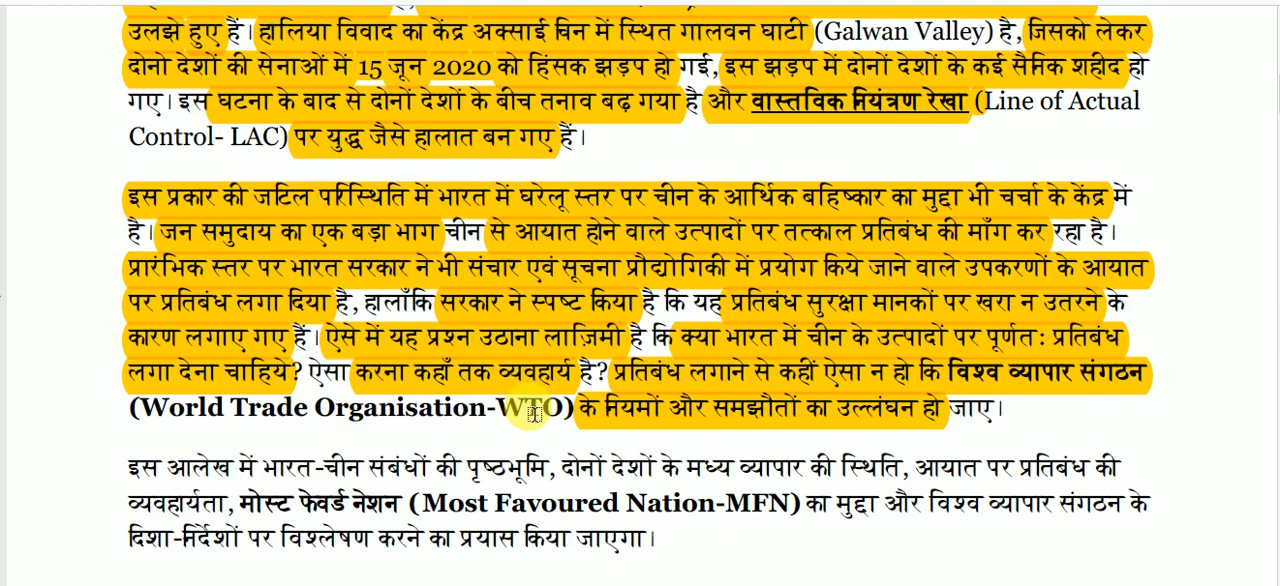 उलझे हुए हैं। हालिया विवाद का केंद्र अक्साई चिन में स्थित गालवन घाटी (Galwan Valley) है, जिसको लेकर
दोनो देशों की सेनाओं में 15 जून 2020 को हिंसक झड़प हो गई, इस झड़प में दोनों देशों के कई सैनिक शहीद हो
गए। इस घटना के बाद से दोनों देशों के बीच तनाव बढ़ गया है और वास्तविक नियंत्रण रेखा (Line of Actual
Control- LAC) पर युद्ध जैसे हालात बन गए हैं।
इस प्रकार की जटिल परिस्थिति में भारत में घरेलू स्तर पर चीन के आर्थिक बहिष्कार का मुद्दा भी चर्चा के केंद्र में
है। जन समुदाय का एक बड़ा भाग चीन से आयात होने वाले उत्पादों पर तत्काल प्रतिबंध की माँग कर रहा है।
प्रारंभिक स्तर पर भारत सरकार ने भी संचार एवं सूचना प्रौद्योगिकी में प्रयोग किये जाने वाले उपकरणों के आयात
पर प्रतिबंध लगा दिया है, हालाँकि सरकार ने स्पष्ट किया है कि यह प्रतिबंध सुरक्षा मानकों पर खरा न उतरने के
कारण लगाए गए हैं। ऐसे में यह प्रश्न उठाना लाज़िमी है कि क्या भारत में चीन के उत्पादों पर पूर्णत: प्रतिबंध
लगा देना चाहिये? ऐसा करना कहाँ तक व्यवहार्य है? प्रतिबंध लगाने से कहीं ऐसा न हो कि विश्व व्यापार संगठन
(World Trade Organisation-WTO) के नियमों और समझौतों का उल्लंघन हो जाए।
इस आलेख में भारत-चीन संबंधों की पृष्ठभूमि, दोनों देशों के मध्य व्यापार की स्थिति, आयात पर प्रतिबंध की
व्यवहार्यता, मोस्ट फेवर्ड नेशन (Most Favoured Nation-MFN) का मुद्दा और विश्व व्यापार संगठन के
दिशा-निर्देशों पर विश्लेषण करने का प्रयास किया जाएगा।